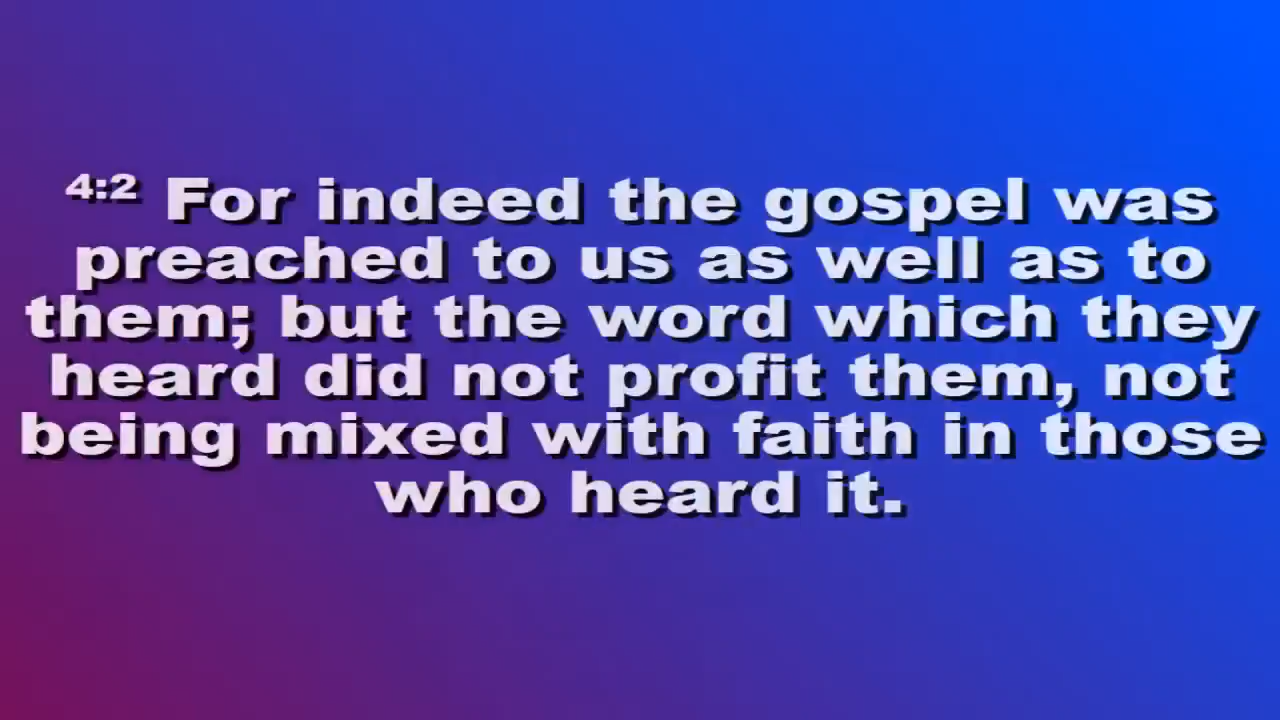 4:2 For indeed the gospel was
preached to us as well as to
them; but the word which they
heard did not profit them, not
being mixed with faith in those
who heard it.